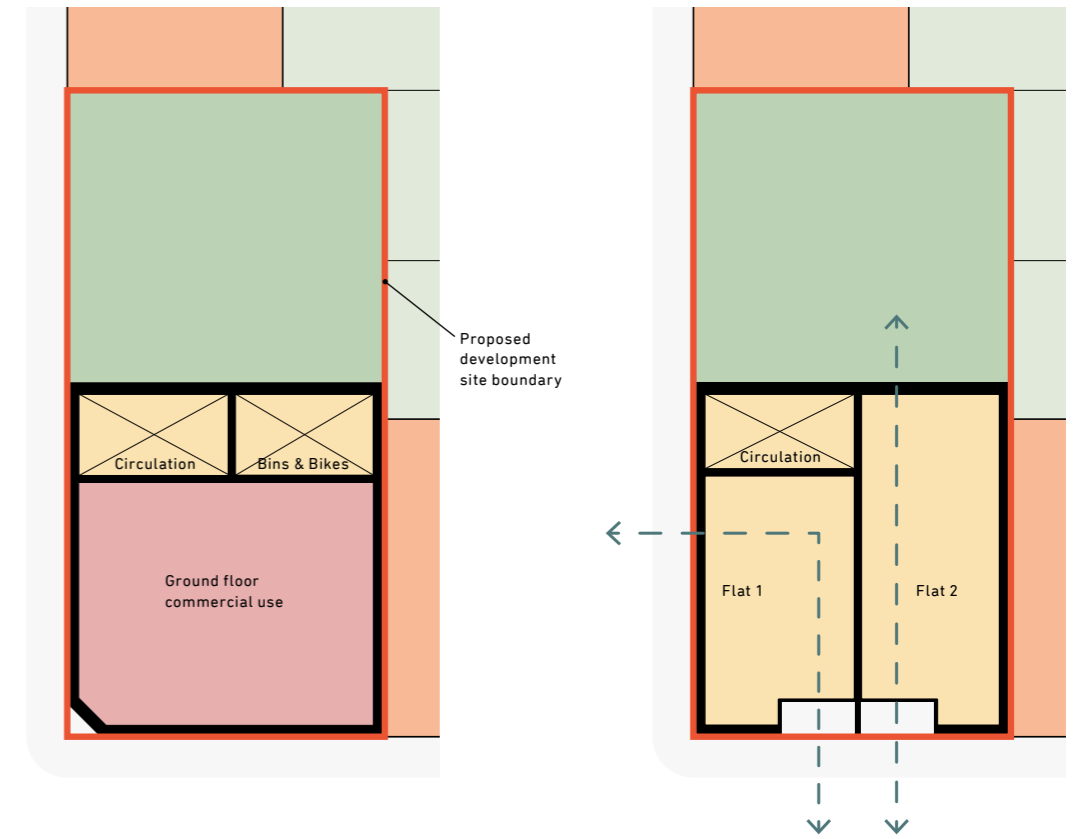 Proposed
development
site boundary
Circulation
Bins & Bikes
Ground floor
commercial use
Circulation
Flat 1
Flat 2